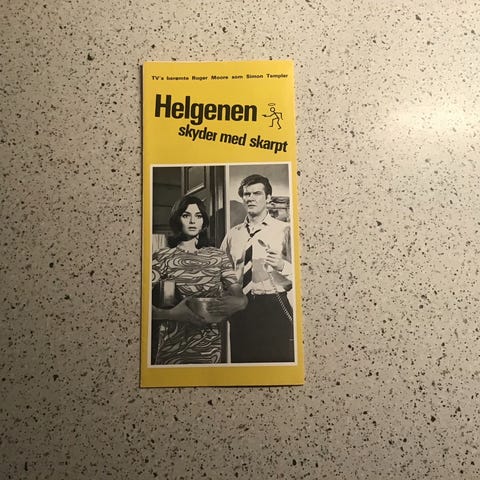 TV's berømte Roger Moore som Simon Templar
Helgenen
skyder med skarpt